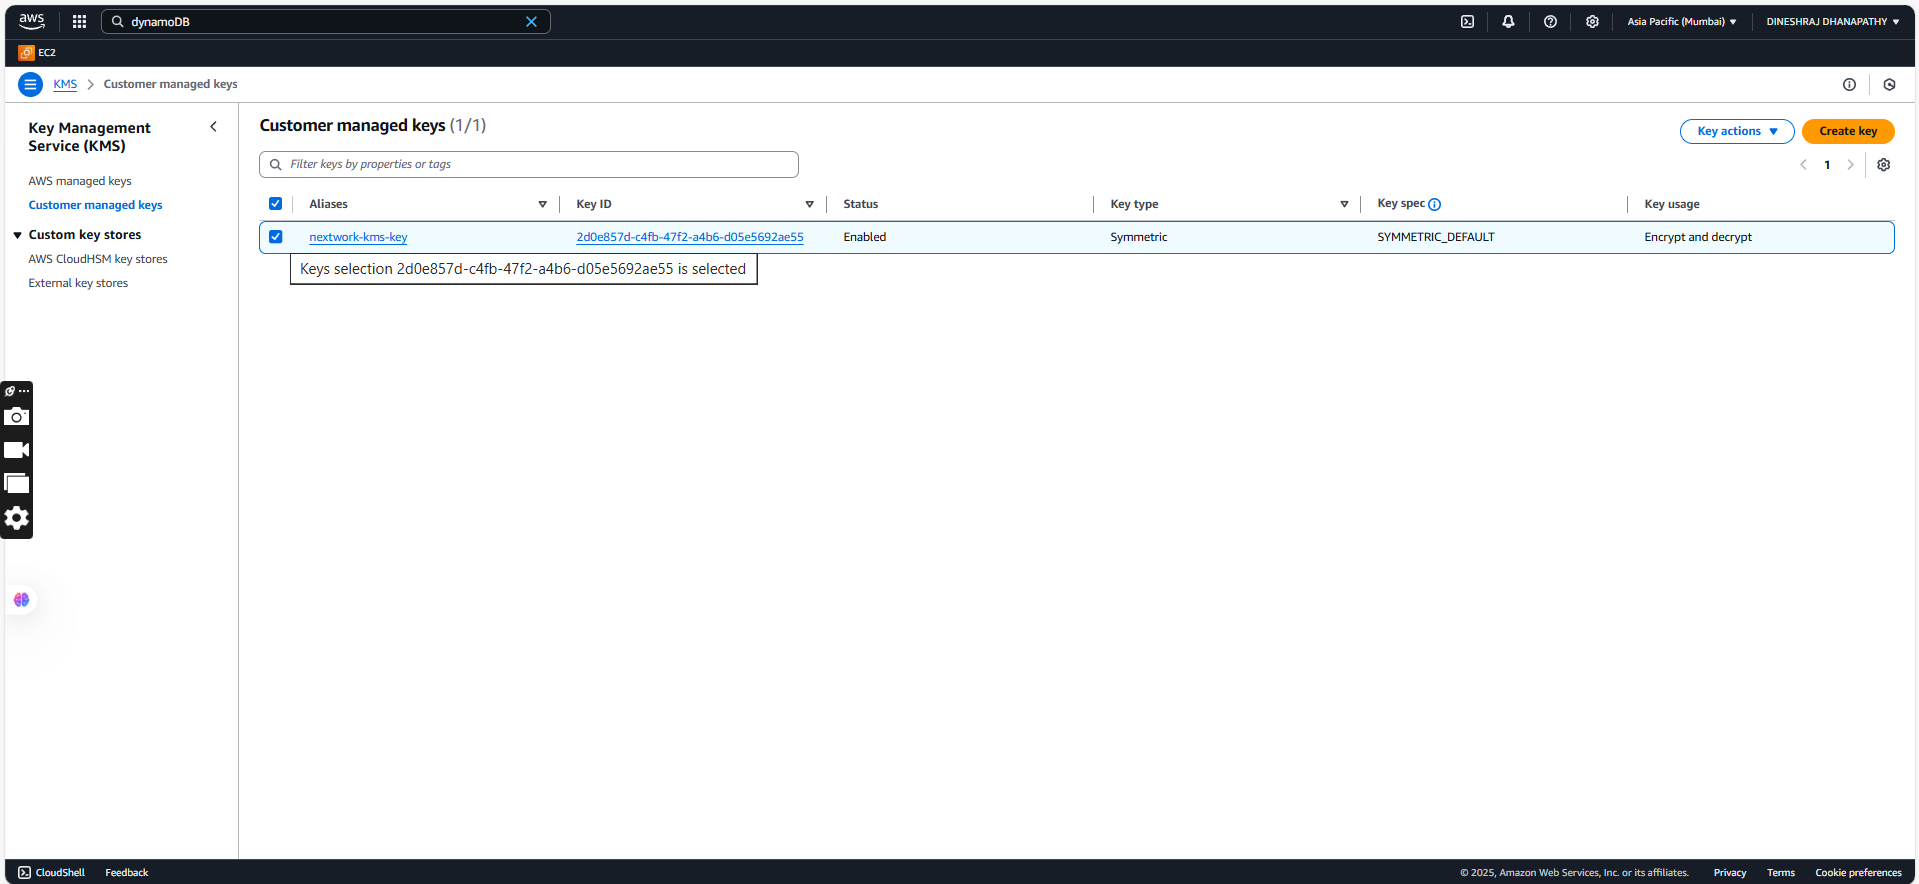 aws
dynamoDB
Asia Pacific (Mumbai)
DINESHRAJ DHANAPATHY
EC2
KMS
Customer managed keys
Key Management
Service (KMS)
AWS managed keys
Customer managed keys
Custom key stores
AWS CloudHSM key stores
External key stores
Customer managed keys (1/1)
Key actions
Create key
Filter keys by properties or tags
1
Aliases Key ID Status Key type Key spec Key usage
nextwork-kms-key 2d0e857d-c4fb-47f2-a4b6-d05e5692ae55 Enabled Symmetric SYMMETRIC_DEFAULT Encrypt and decrypt
Keys selection 2d0e857d-c4fb-47f2-a4b6-d05e5692ae55 is selected
CloudShell Feedback © 2025, Amazon Web Services, Inc. or its affiliates. Privacy Terms Cookie preferences